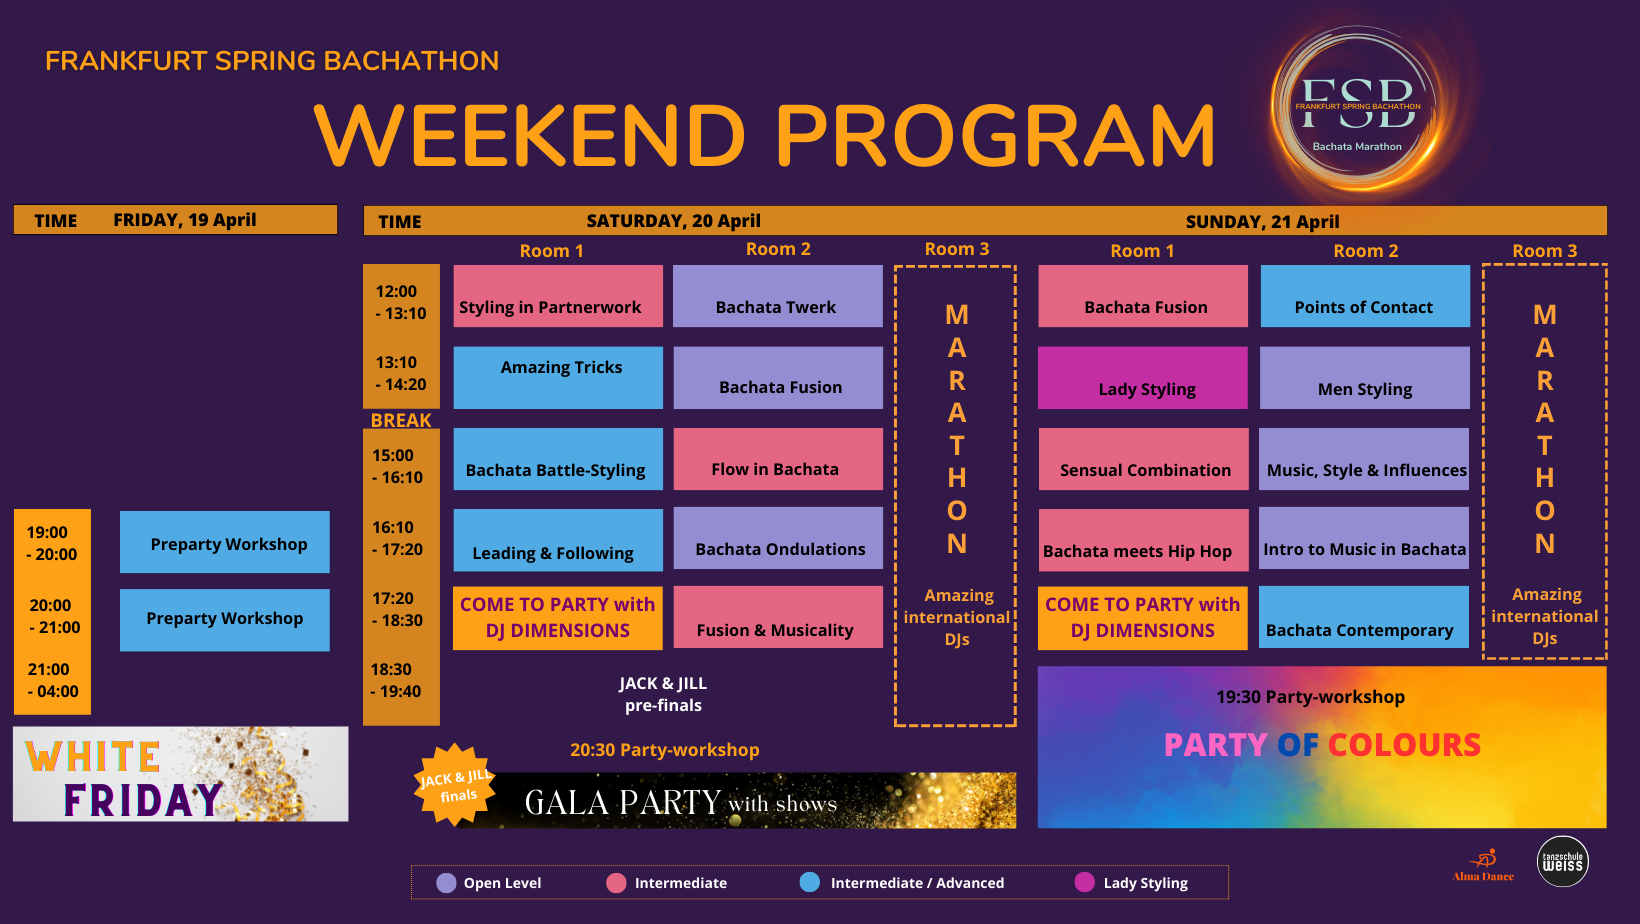 FRANKFURT SPRING BACHATHON
WEEKEND PROGRAM
FSB
FRANKFURT SPRING BACHATHON
Bachata Marathon
TIME FRIDAY, 19 April
19:00
- 20:00
Preparty Workshop
20:00
- 21:00
Preparty Workshop
21:00
- 04:00
WHITE
FRIDAY
TIME SATURDAY, 20 April SUNDAY, 21 April
Room 1 Room 2 Room 3 Room 1 Room 2 Room 3
12:00
- 13:10
Styling in Partnerwork Bachata Twerk Bachata Fusion Points of Contact
13:10
- 14:20
Amazing Tricks Bachata Fusion Lady Styling Men Styling
BREAK
15:00
- 16:10
Bachata Battle-Styling Flow in Bachata Sensual Combination Music, Style & Influences
16:10
- 17:20
Leading & Following Bachata Ondulations Bachata meets Hip Hop Intro to Music in Bachata
17:20
- 18:30
COME TO PARTY with
DJ DIMENSIONS
Fusion & Musicality
COME TO PARTY with
DJ DIMENSIONS
Bachata Contemporary
18:30
- 19:40
JACK & JILL
pre-finals
MARATHON
Amazing
international
DJs
MARATHON
Amazing
international
DJs
20:30 Party-workshop
JACK & JILL
finals
GALA PARTY with shows
19:30 Party-workshop
PARTY OF COLOURS
Open Level Intermediate Intermediate / Advanced Lady Styling
Alma Dance
tanzschule
weiss